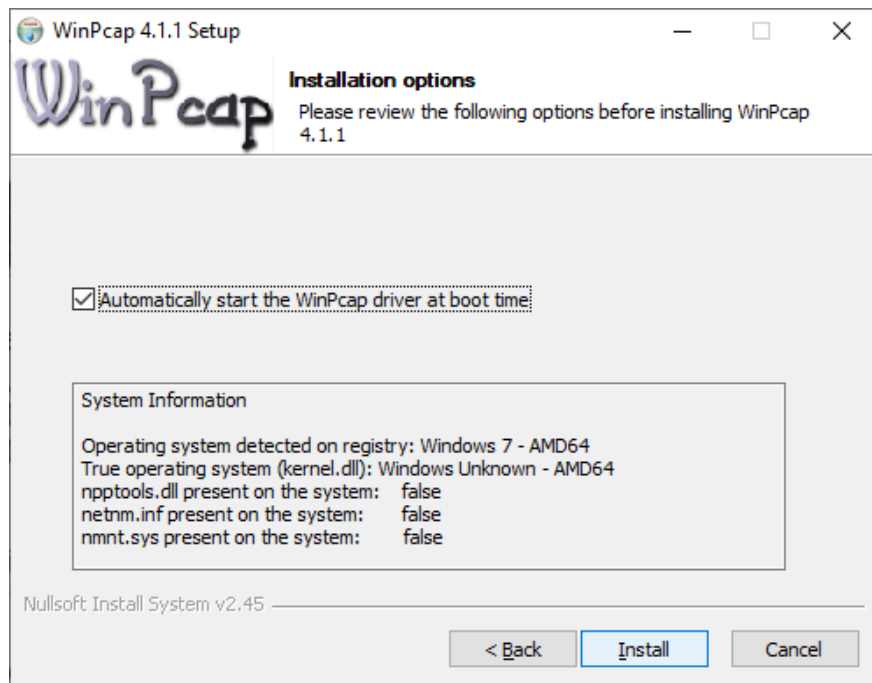 WinPcap 4.1.1 Setup
WinPcap
Installation options
Please review the following options before installing WinPcap
4.1.1
Automatically start the WinPcap driver at boot time
System Information
Operating system detected on registry: Windows 7 - AMD64
True operating system (kernel.dll): Windows Unknown - AMD64
npptools.dll present on the system: false
netnm.inf present on the system: false
nmnt.sys present on the system: false
Nullsoft Install System v2.45
< Back
Install
Cancel